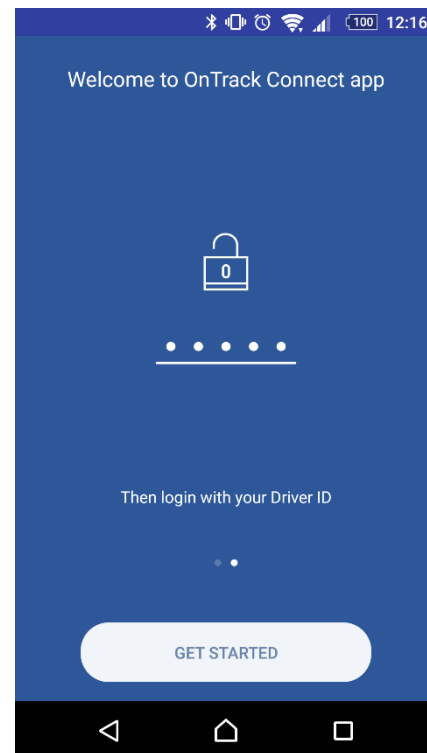 100 12:16
Welcome to OnTrack Connect app
0
Then login with your Driver ID
GET STARTED